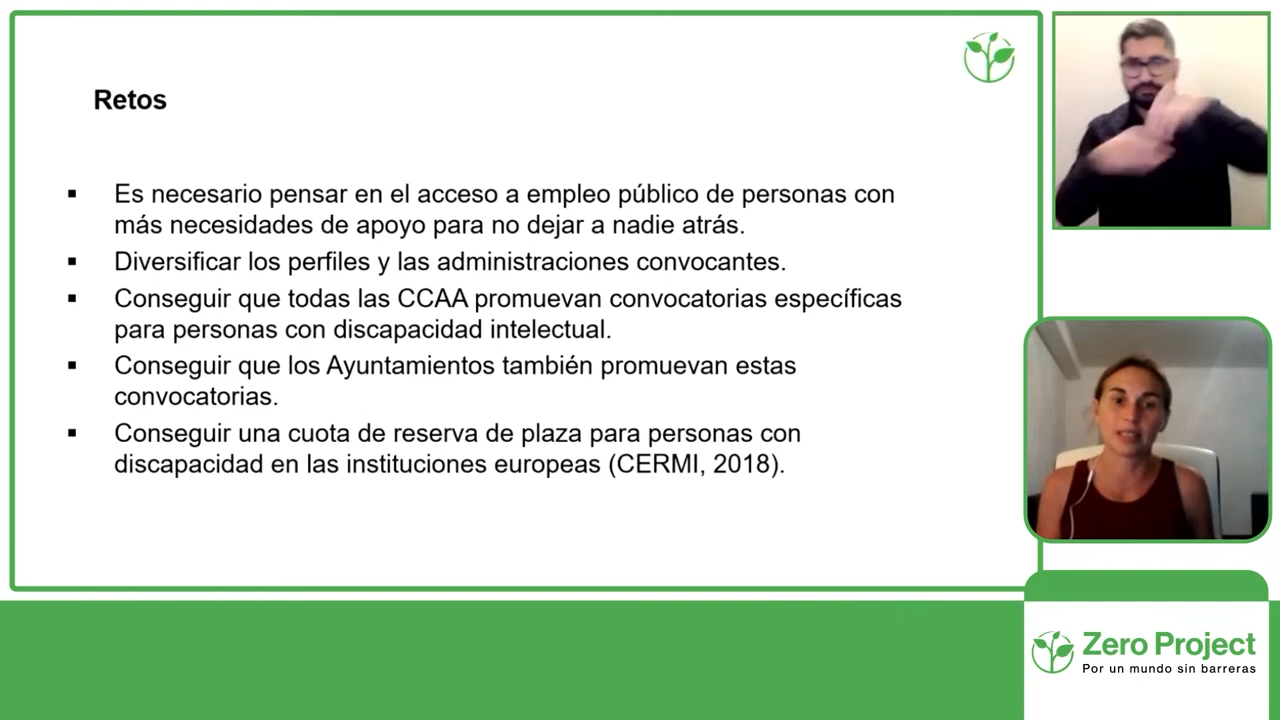 Retos
▪ Es necesario pensar en el acceso a empleo público de personas con
más necesidades de apoyo para no dejar a nadie atrás.
▪ Diversificar los perfiles y las administraciones convocantes.
▪ Conseguir que todas las CCAA promuevan convocatorias específicas
para personas con discapacidad intelectual.
▪ Conseguir que los Ayuntamientos también promuevan estas
convocatorias.
▪ Conseguir una cuota de reserva de plaza para personas con
discapacidad en las instituciones europeas (CERMI, 2018).
Zero Project
Por un mundo sin barreras